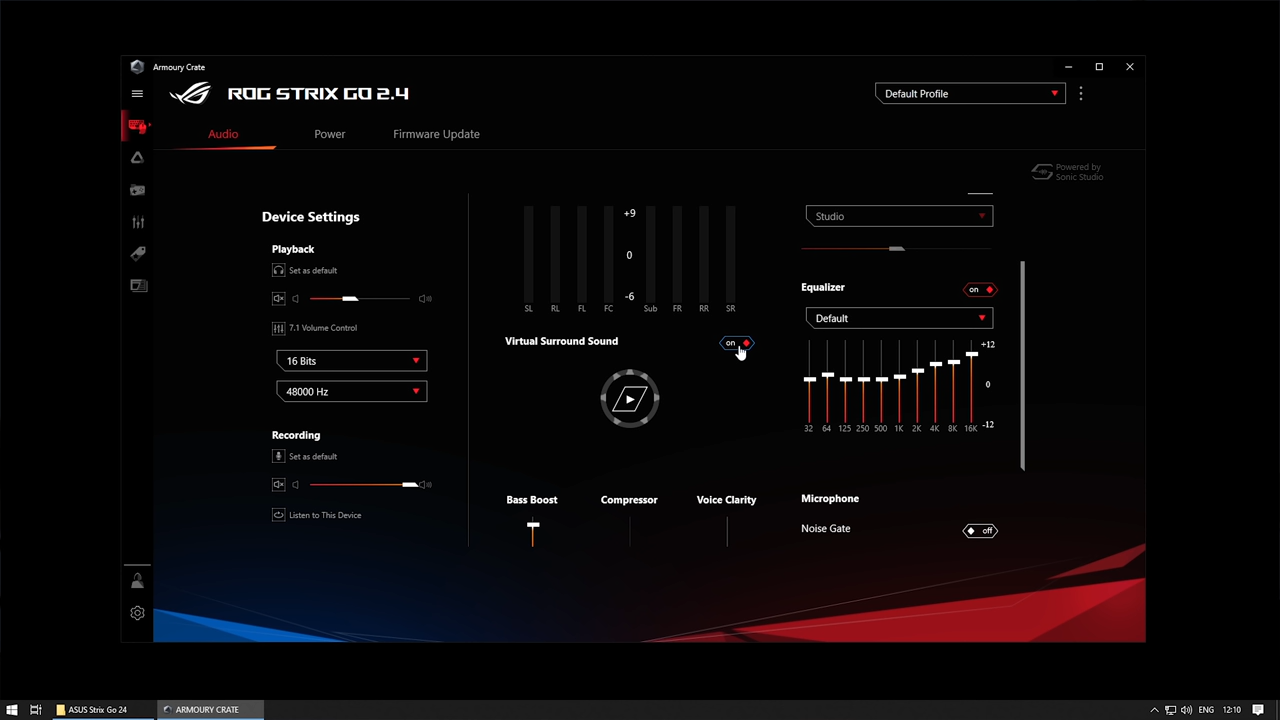 Armoury Crate
ROG STRIX GO 2.4
Default Profile
Audio
Power
Firmware Update
Powered by
Sonic Studio
Device Settings
Playback
Set as default
7.1 Volume Control
16 Bits
48000 Hz
Recording
Set as default
Listen to This Device
+9
0
-6
SL RL FL FC Sub FR RR SR
Virtual Surround Sound
on
Bass Boost
Compressor
Voice Clarity
Studio
Equalizer
on
Default
+12
0
-12
32 64 125 250 500 1K 2K 4K 8K 16K
Microphone
Noise Gate
off
ASUS Strix Go 24
ARMOURY CRATE
ENG
12:10